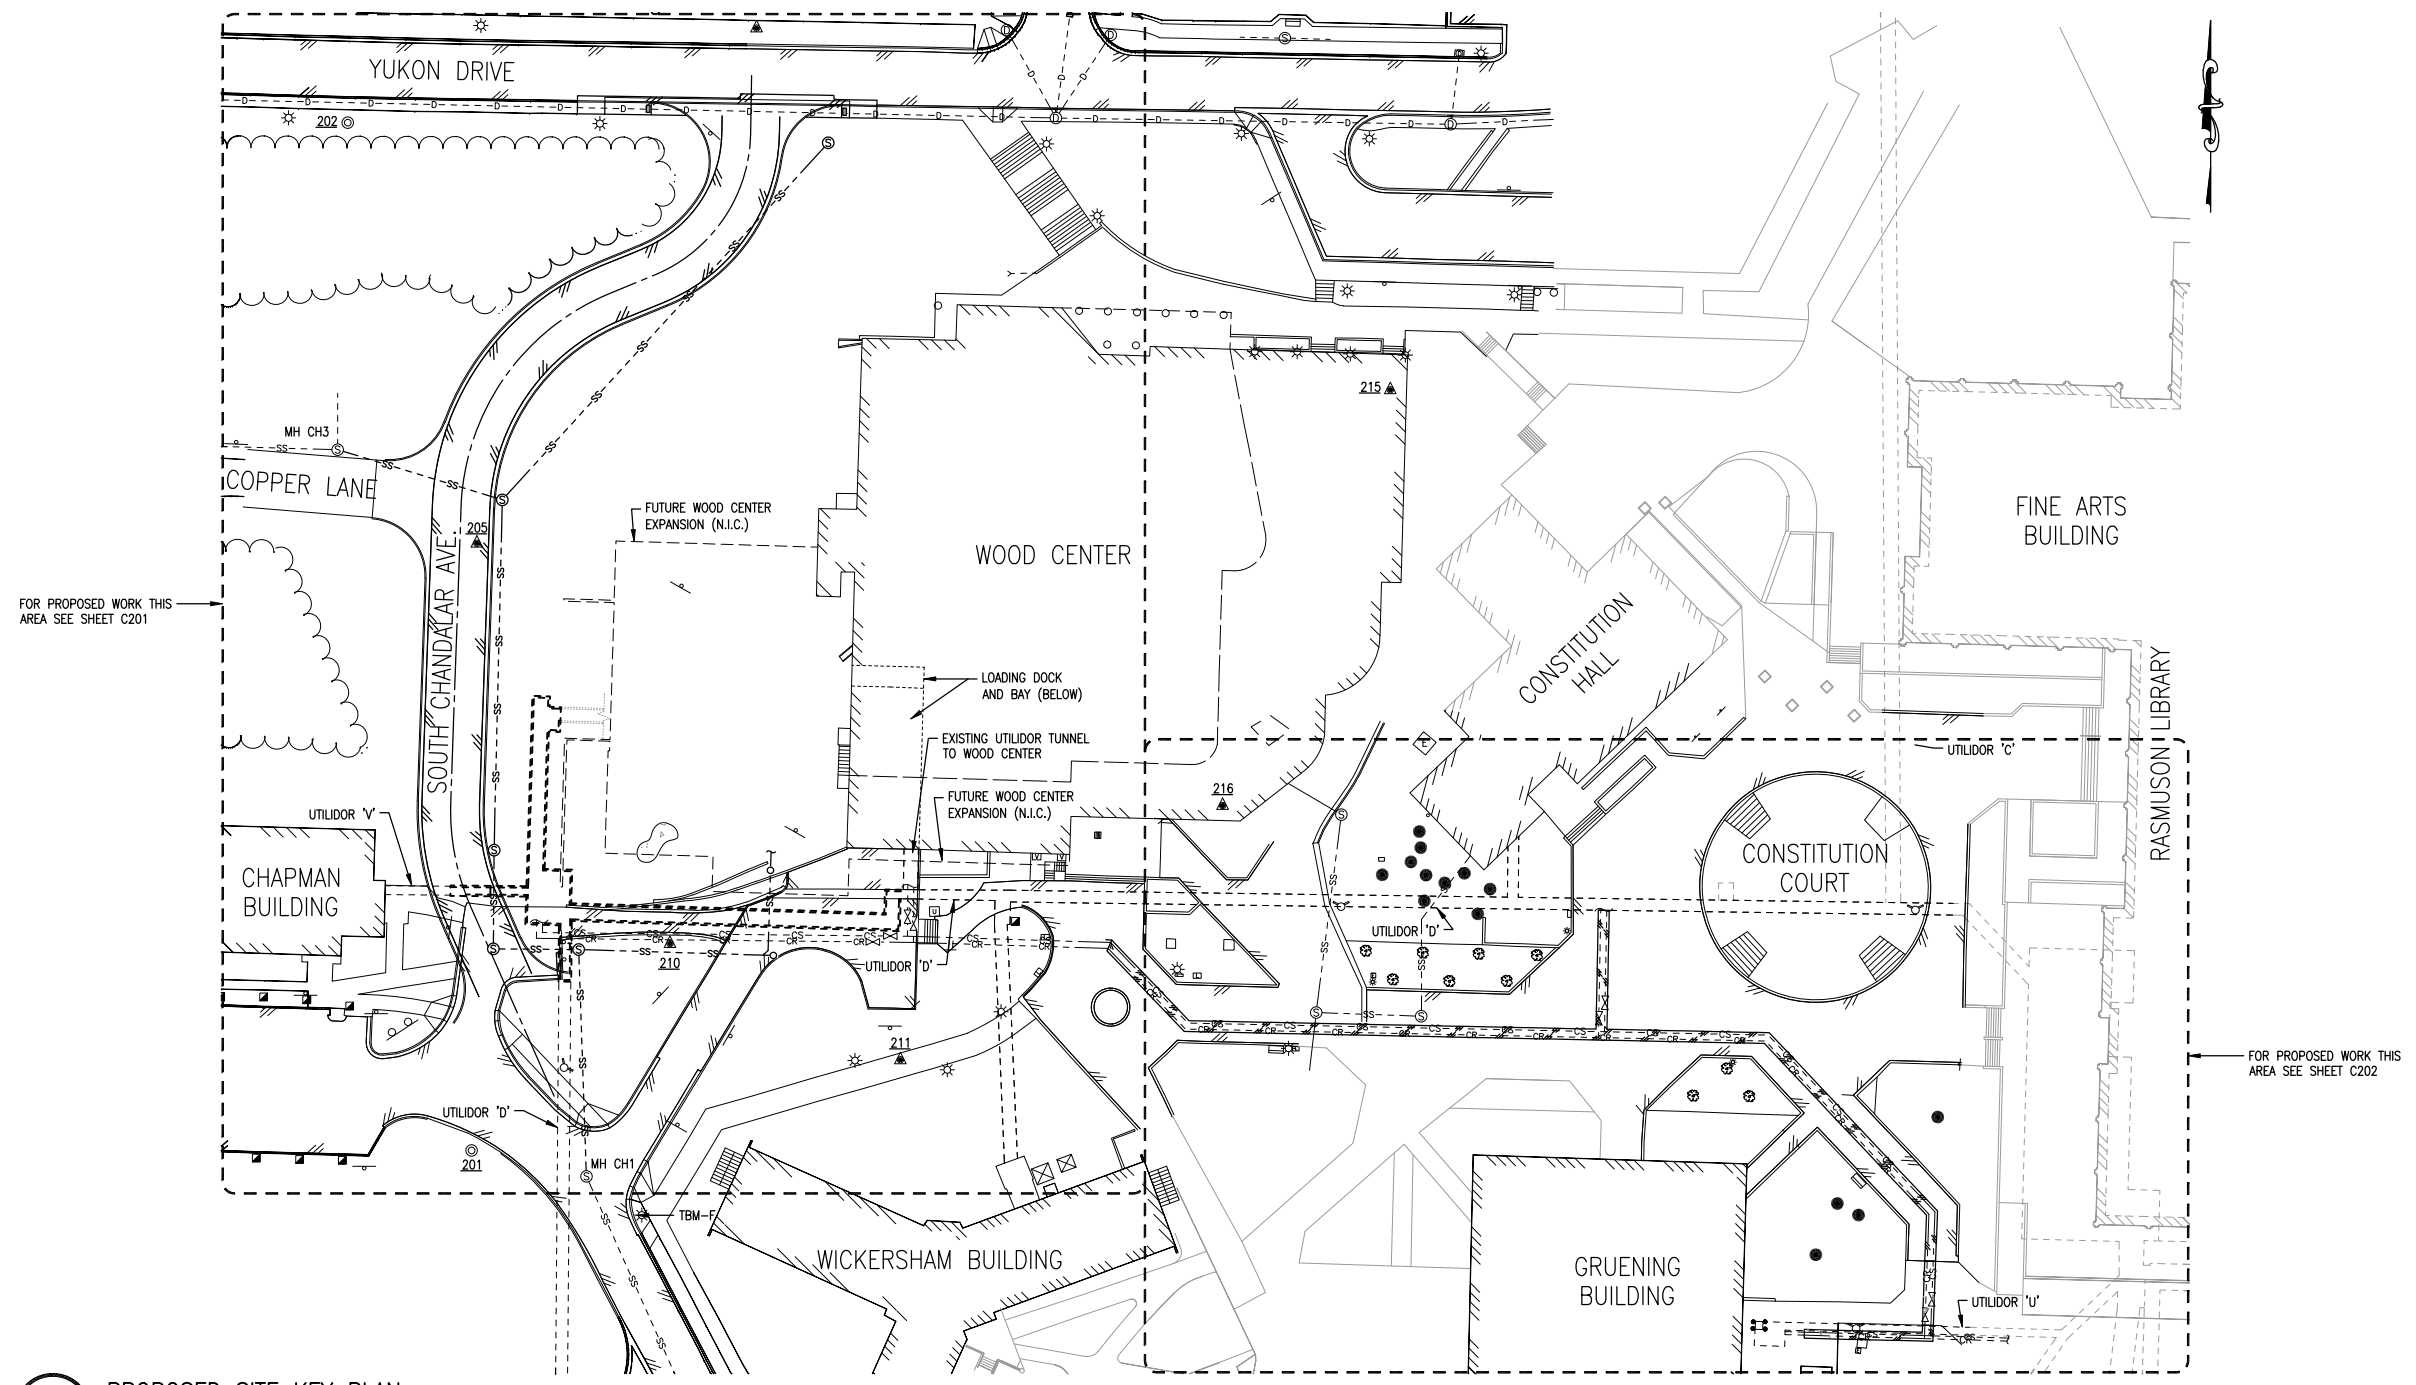 YUKON DRIVE
202
215
MH CH3
COPPER LANE
205
SOUTH CHANDALAR AVE.
FUTURE WOOD CENTER
EXPANSION (N.I.C.)
WOOD CENTER
FINE ARTS
BUILDING
FOR PROPOSED WORK THIS
AREA SEE SHEET C201
CONSTITUTION
HALL
LOADING DOCK
AND BAY (BELOW)
RASMUSON LIBRARY
EXISTING UTILIDOR TUNNEL
TO WOOD CENTER
E
UTILIDOR 'C'
216
FUTURE WOOD CENTER
EXPANSION (N.I.C.)
UTILIDOR 'V'
CHAPMAN
BUILDING
CONSTITUTION
COURT
UTILIDOR 'D'
210
UTILIDOR 'D'
211
FOR PROPOSED WORK THIS
AREA SEE SHEET C202
UTILIDOR 'D'
201
MH CH1
TBM-F
WICKERSHAM BUILDING
GRUENING
BUILDING
UTILIDOR 'U'